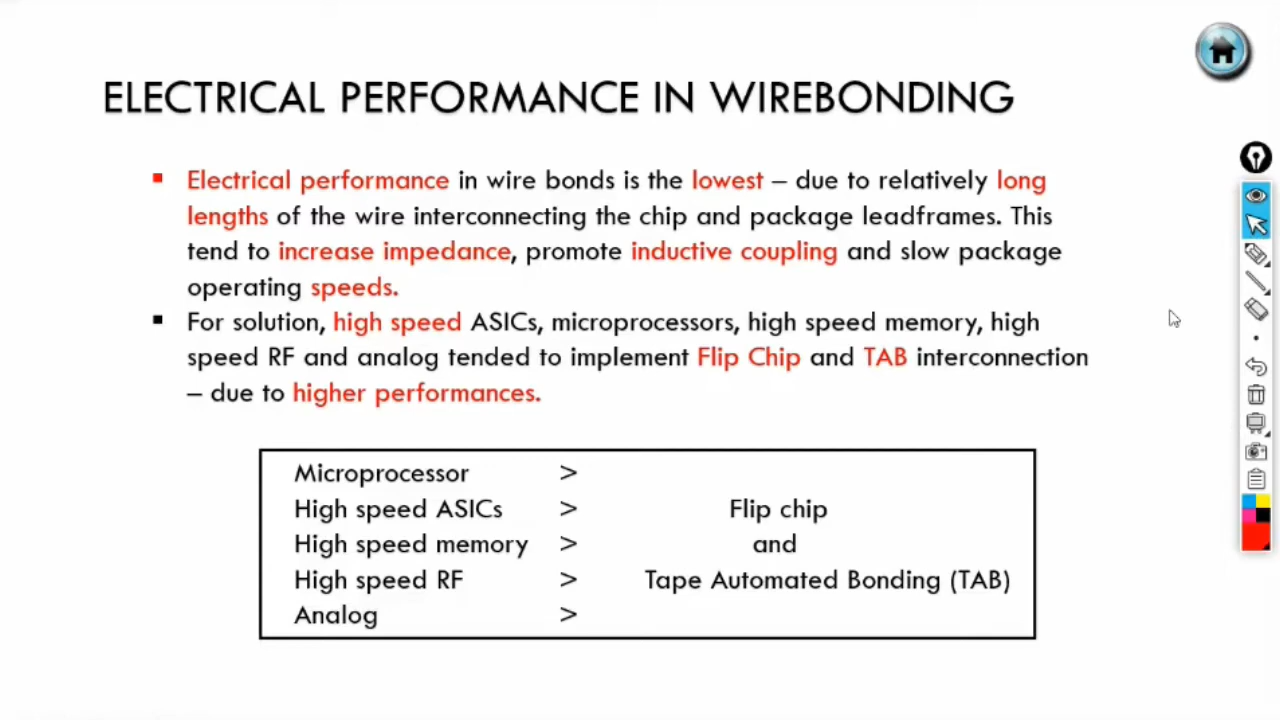 ELECTRICAL PERFORMANCE IN WIREBONDING
▪ Electrical performance in wire bonds is the lowest – due to relatively long
lengths of the wire interconnecting the chip and package leadframes. This
tend to increase impedance, promote inductive coupling and slow package
operating speeds.
▪ For solution, high speed ASICs, microprocessors, high speed memory, high
speed RF and analog tended to implement Flip Chip and TAB interconnection
– due to higher performances.
Microprocessor >
High speed ASICs > Flip chip
High speed memory > and
High speed RF > Tape Automated Bonding (TAB)
Analog >